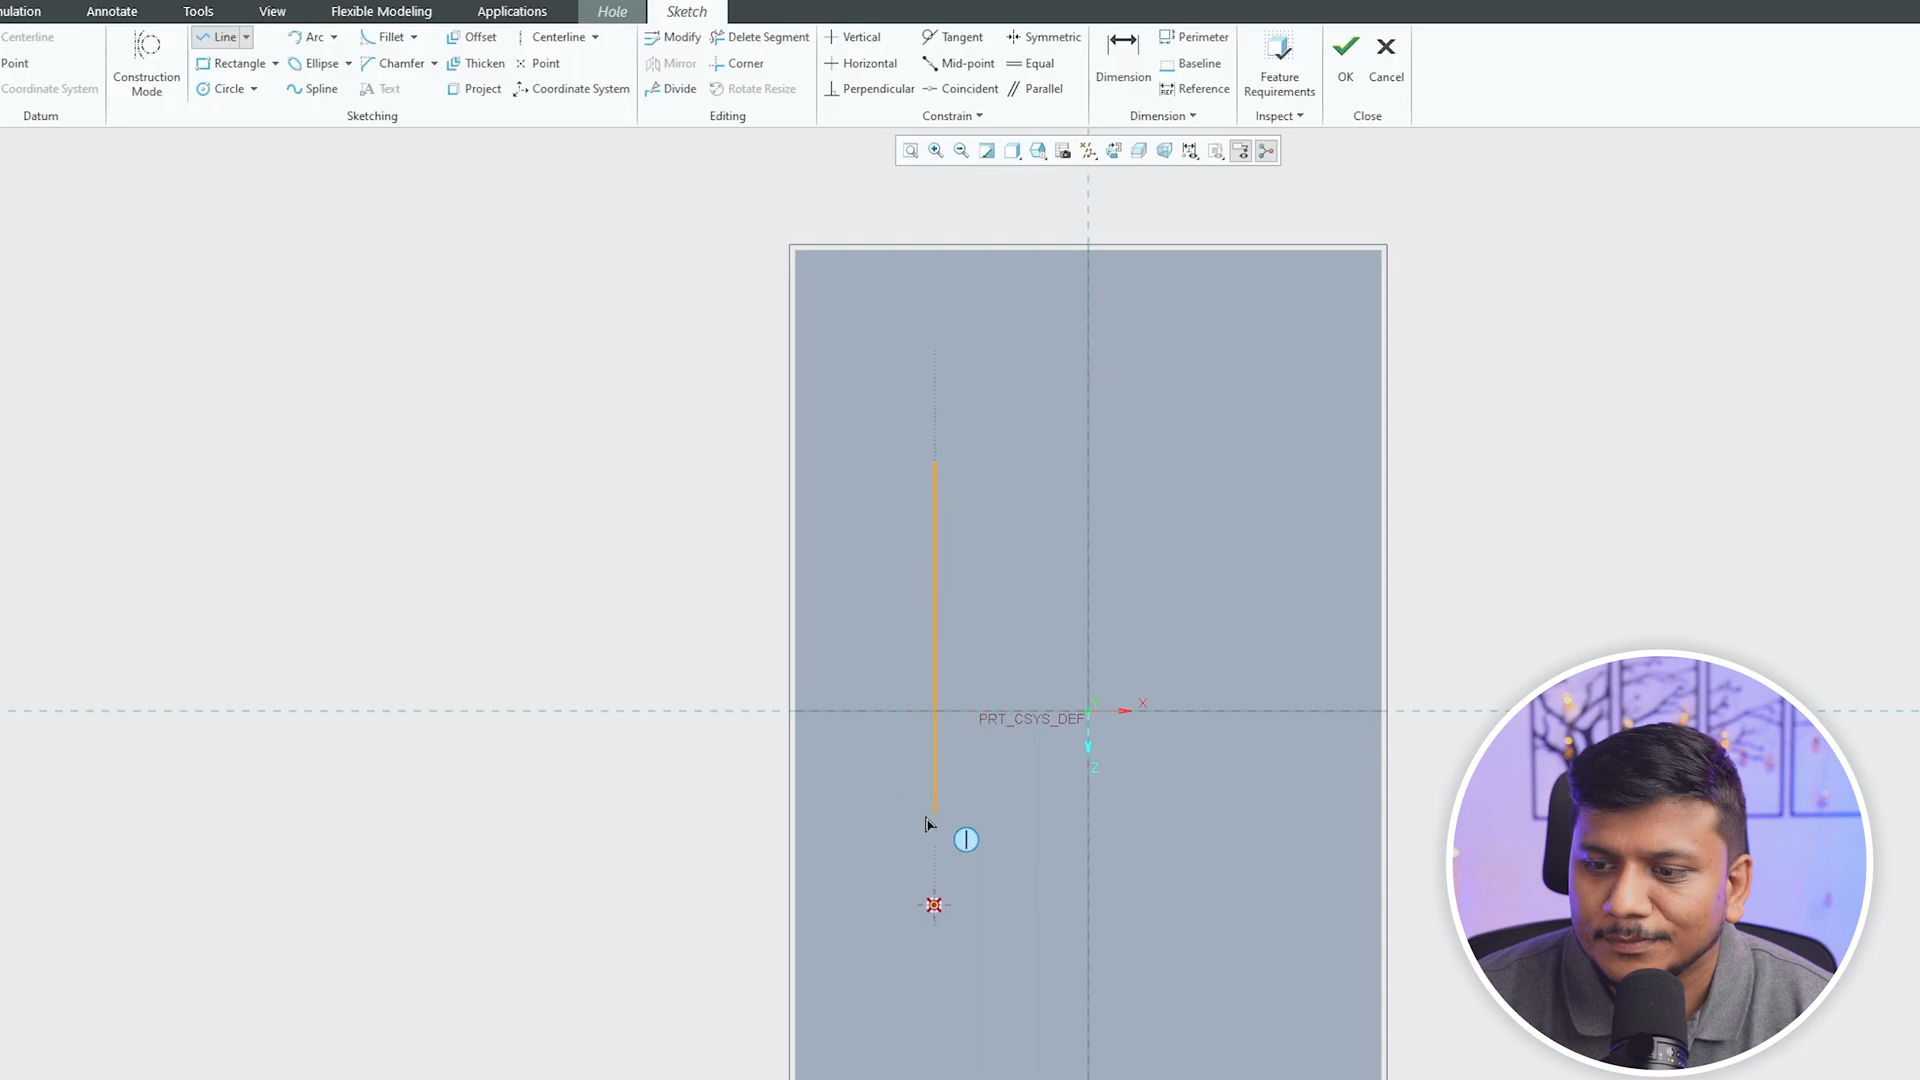 nulation Annotate Tools View Flexible Modeling Applications Hole Sketch
Centerline Line Arc Fillet Offset Centerline Modify Delete Segment Vertical Tangent Symmetric Perimeter
Point Rectangle Ellipse Chamfer Thicken Point Mirror Corner Horizontal Mid-point Equal Baseline
Coordinate System Circle Spline Text Project Coordinate System Divide Rotate Resize Perpendicular Coincident Parallel Reference
Construction
Mode
Dimension
Feature
Requirements
OK Cancel
Datum Sketching Editing Constrain Dimension Inspect Close
REF
Y X
PRT_CSYS_DEF
Z